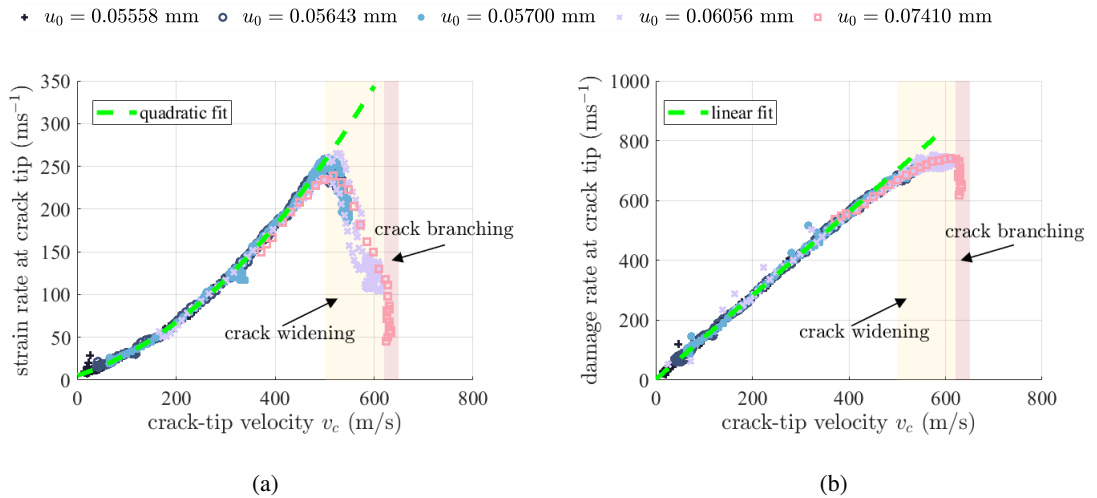 u₀ = 0.05558 mm u₀ = 0.05643 mm u₀ = 0.05700 mm u₀ = 0.06056 mm u₀ = 0.07410 mm
strain rate at crack tip (ms⁻¹)
350
300
250
200
150
100
50
0
quadratic fit
crack branching
crack widening
0 200 400 600 800
crack-tip velocity v_c (m/s)
(a)
damage rate at crack tip (ms⁻¹)
1000
800
600
400
200
0
linear fit
crack branching
crack widening
0 200 400 600 800
crack-tip velocity v_c (m/s)
(b)